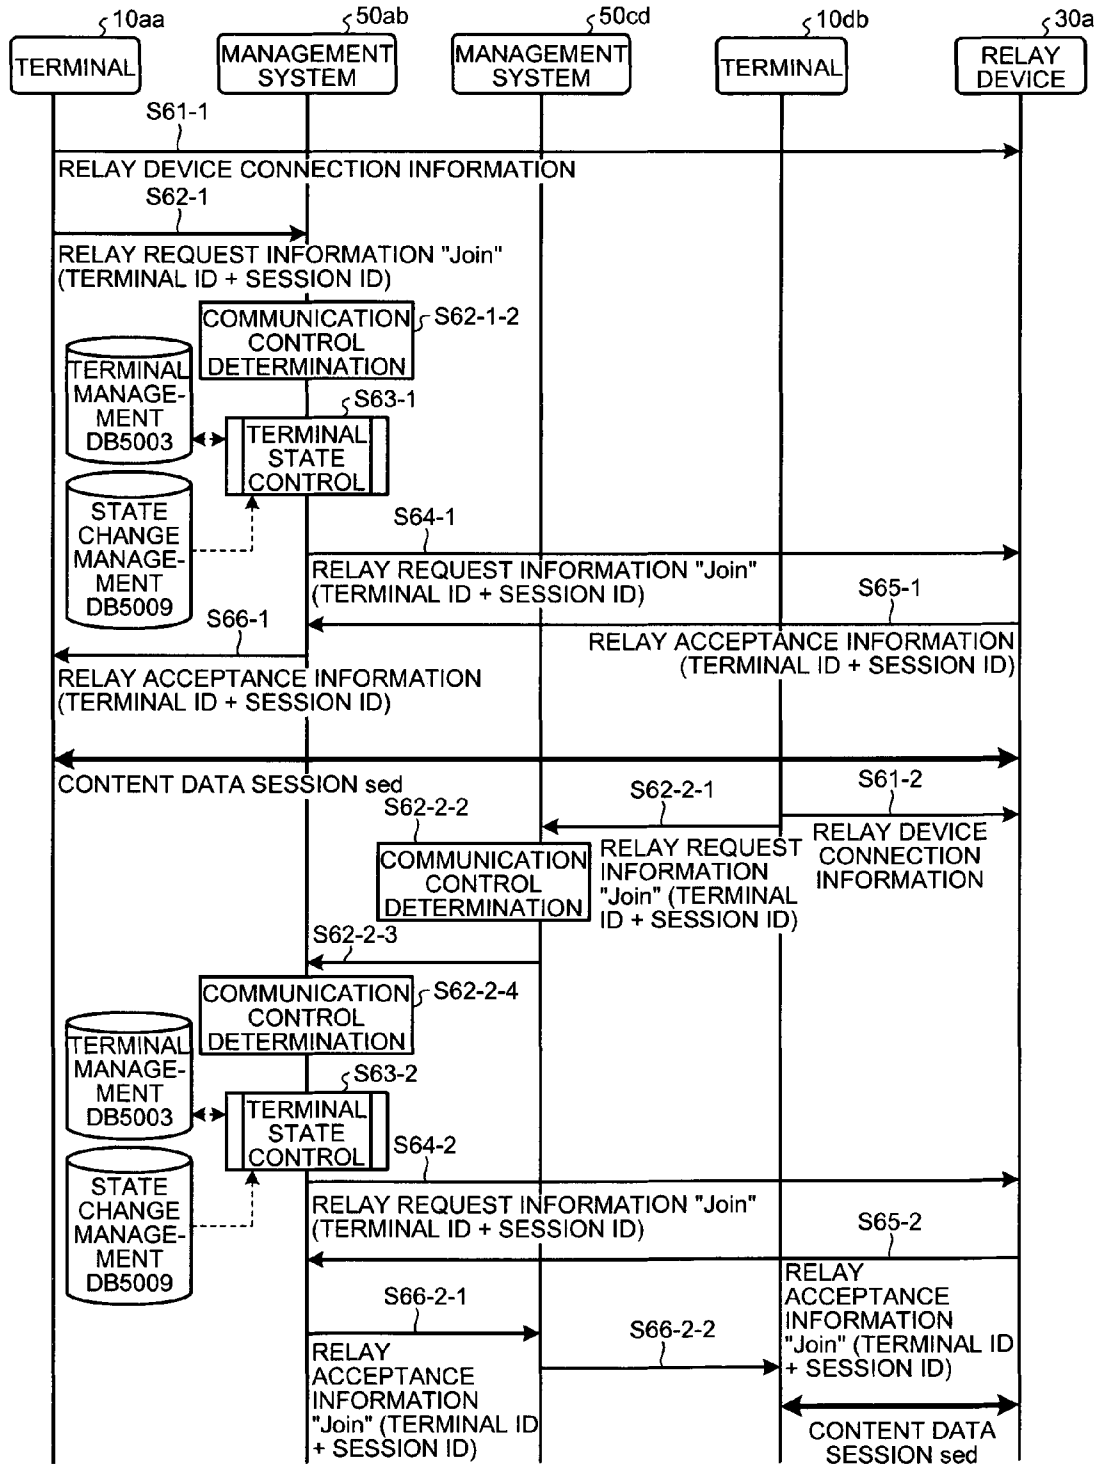 10aa
50ab
50cd
10db
30a
TERMINAL
MANAGEMENT
SYSTEM
MANAGEMENT
SYSTEM
TERMINAL
RELAY
DEVICE
S61-1
RELAY DEVICE CONNECTION INFORMATION
S62-1
RELAY REQUEST INFORMATION "Join"
(TERMINAL ID + SESSION ID)
COMMUNICATION
CONTROL
DETERMINATION
S62-1-2
TERMINAL
MANAGE-
MENT
DB5003
S63-1
TERMINAL
STATE
CONTROL
STATE
CHANGE
MANAGE-
MENT
DB5009
S64-1
RELAY REQUEST INFORMATION "Join"
(TERMINAL ID + SESSION ID)
S65-1
RELAY ACCEPTANCE INFORMATION
(TERMINAL ID + SESSION ID)
S66-1
RELAY ACCEPTANCE INFORMATION
(TERMINAL ID + SESSION ID)
CONTENT DATA SESSION sed
S61-2
RELAY DEVICE
CONNECTION
INFORMATION
S62-2-1
RELAY REQUEST
INFORMATION
"Join" (TERMINAL
ID + SESSION ID)
S62-2-2
COMMUNICATION
CONTROL
DETERMINATION
S62-2-3
COMMUNICATION
CONTROL
DETERMINATION
S62-2-4
TERMINAL
MANAGE-
MENT
DB5003
S63-2
TERMINAL
STATE
CONTROL
STATE
CHANGE
MANAGE-
MENT
DB5009
S64-2
RELAY REQUEST INFORMATION "Join"
(TERMINAL ID + SESSION ID)
S65-2
RELAY
ACCEPTANCE
INFORMATION
"Join" (TERMINAL ID
+ SESSION ID)
S66-2-1
RELAY
ACCEPTANCE
INFORMATION
"Join" (TERMINAL ID
+ SESSION ID)
S66-2-2
CONTENT DATA
SESSION sed